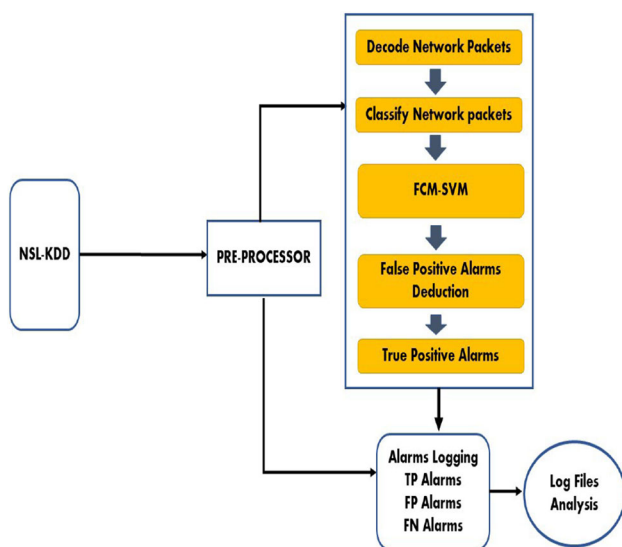 Decode Network Packets
Classify Network packets
FCM-SVM
False Positive Alarms
Deduction
True Positive Alarms
NSL-KDD
PRE-PROCESSOR
Alarms Logging
TP Alarms
FP Alarms
FN Alarms
Log Files
Analysis